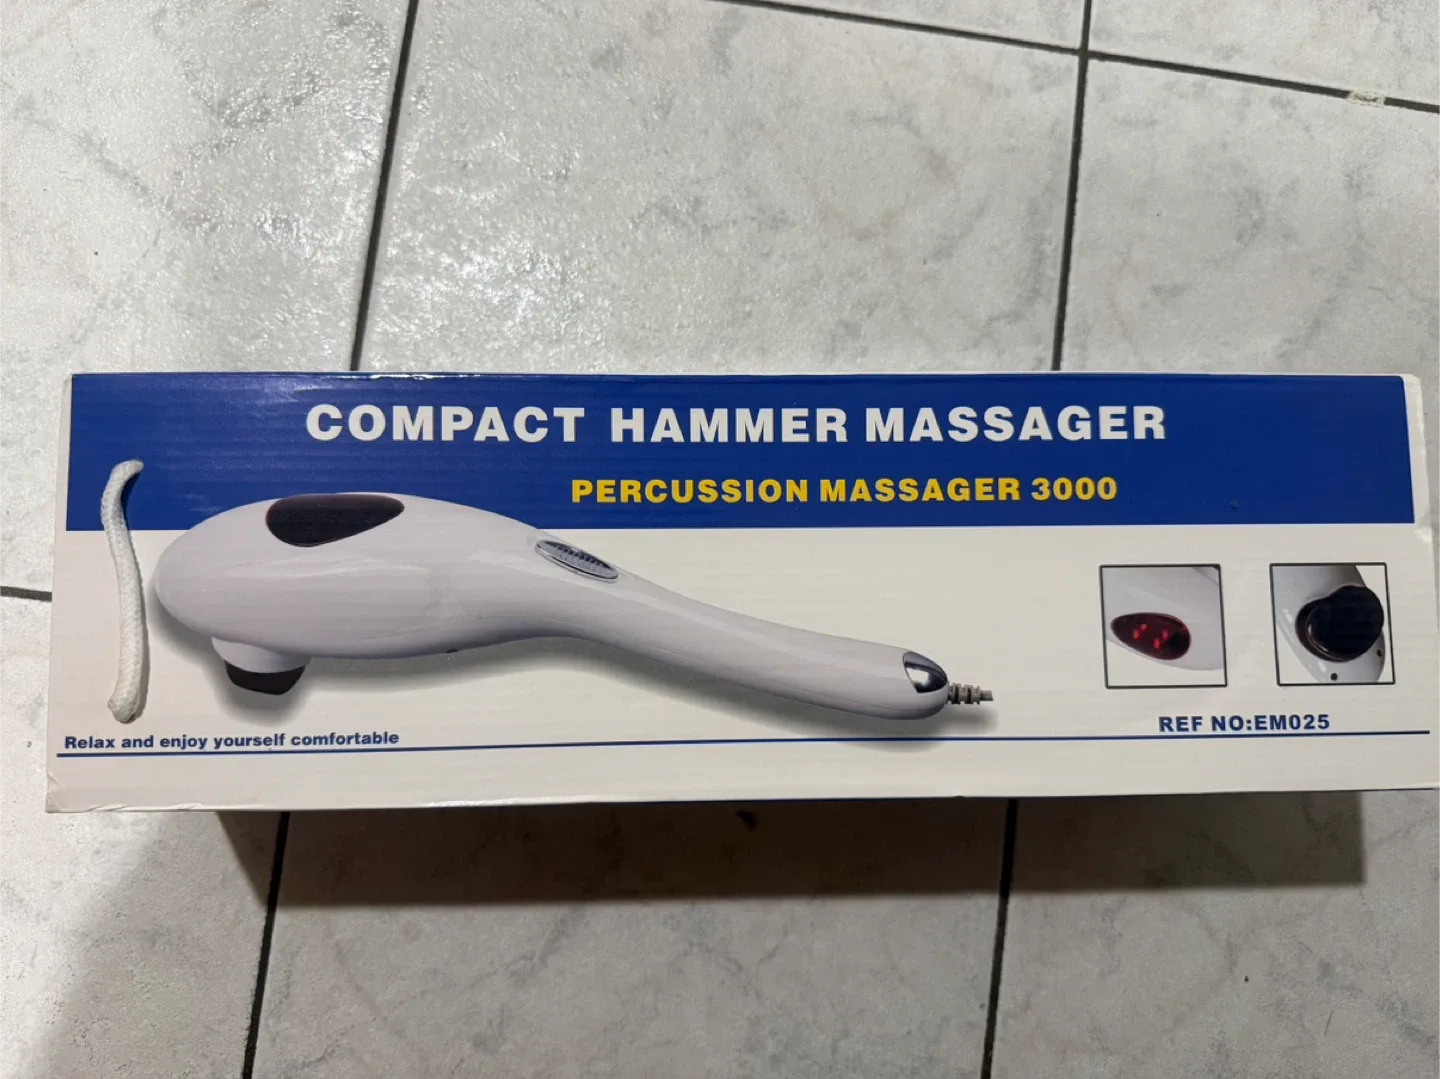 COMPACT HAMMER MASSAGER
PERCUSSION MASSAGER 3000
REF NO:EM025
Relax and enjoy yourself comfortable